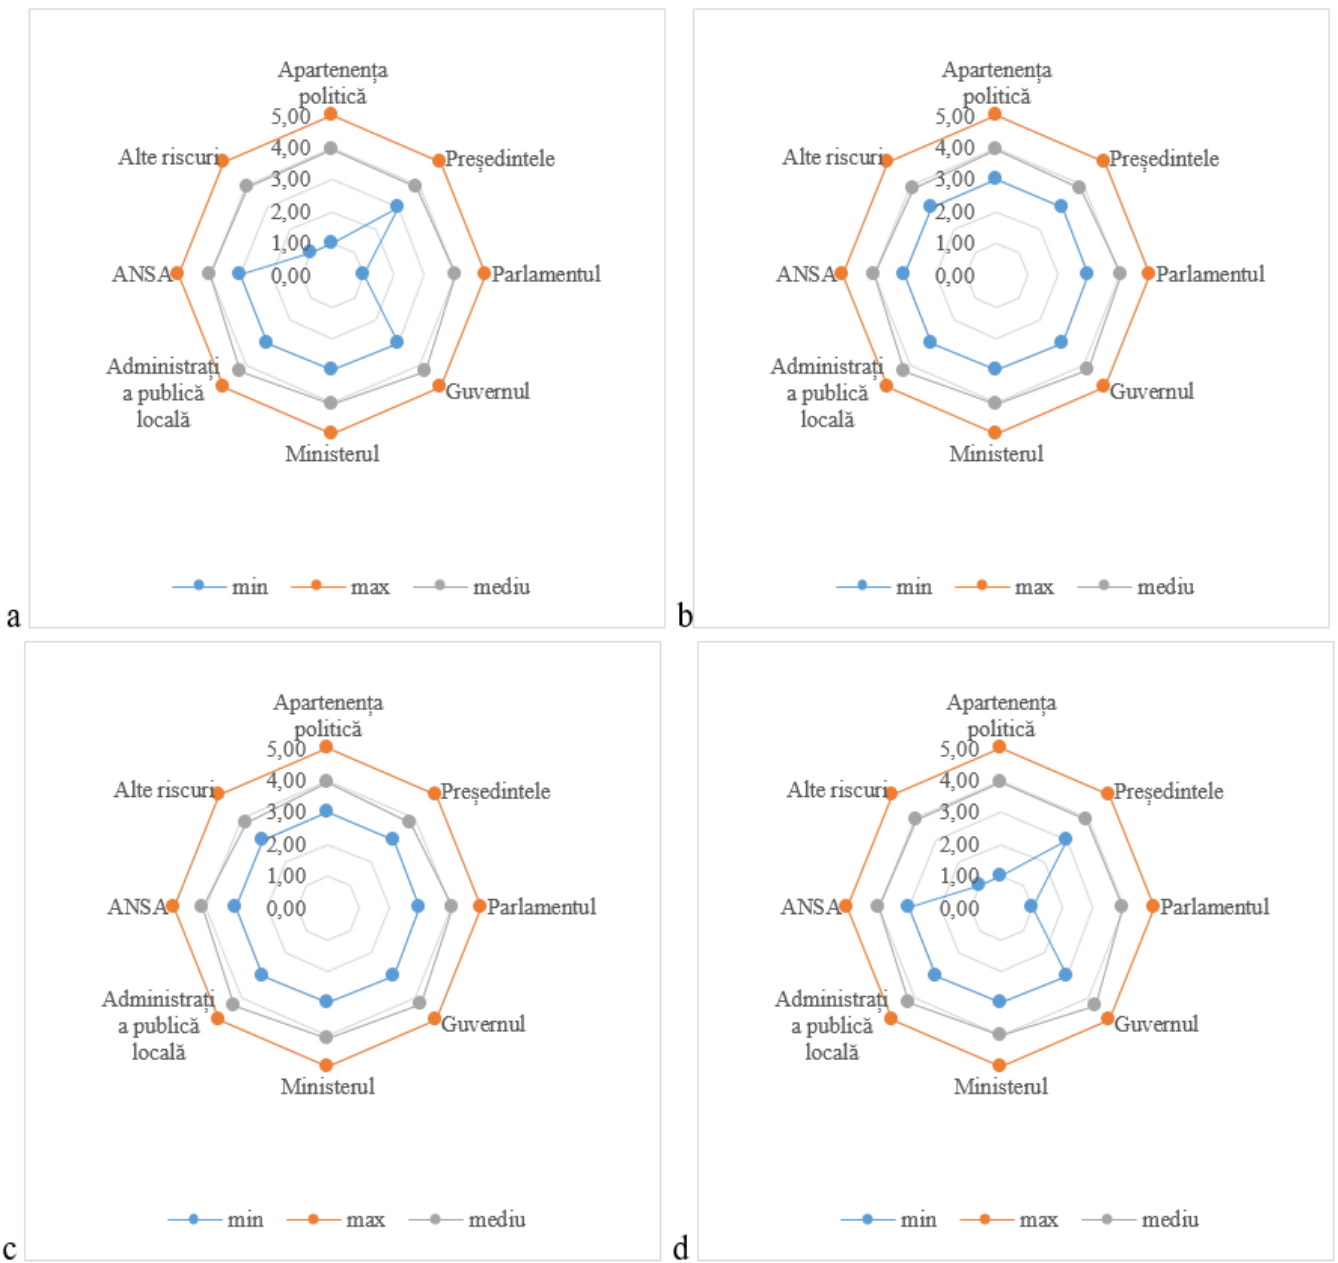 Apartenența
politică
5,00
Alte riscuri
4,00
Președintele
3,00
2,00
1,00
ANSA
0,00
Parlamentul
Administrați
a publică
locală
Guvernul
Ministerul
min max mediu
a
Apartenența
politică
5,00
Alte riscuri
4,00
Președintele
3,00
2,00
1,00
ANSA
0,00
Parlamentul
Administrați
a publică
locală
Guvernul
Ministerul
min max mediu
b
Apartenența
politică
5,00
Alte riscuri
4,00
Președintele
3,00
2,00
1,00
ANSA
0,00
Parlamentul
Administrați
a publică
locală
Guvernul
Ministerul
min max mediu
c
Apartenența
politică
5,00
Alte riscuri
4,00
Președintele
3,00
2,00
1,00
ANSA
0,00
Parlamentul
Administrați
a publică
locală
Guvernul
Ministerul
min max mediu
d